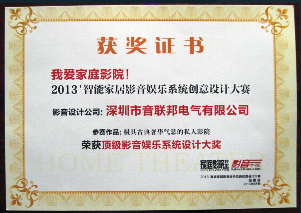 获奖证书
我爱家庭影院！
2013'智能家居影音娱乐系统创意设计大赛
影音设计公司：深圳市音联邦电气有限公司
参赛作品：极具古典奢华气息的私人影院
荣获顶级影音娱乐系统设计大奖